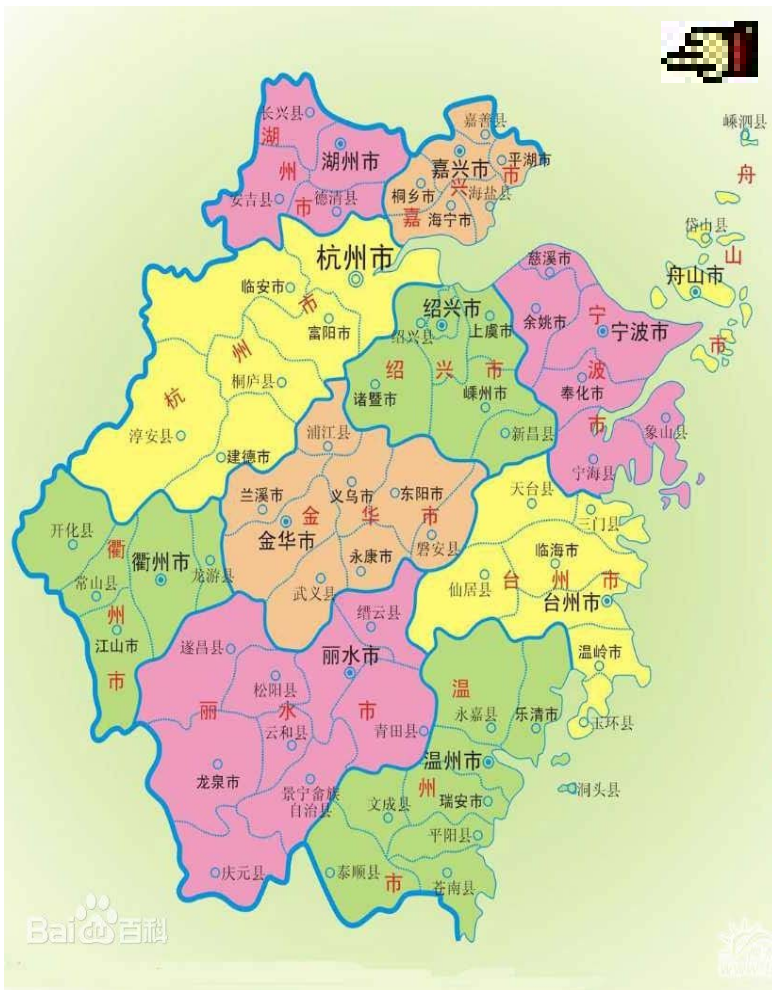 嵊泗县
长兴县
湖
湖州市
州
安吉县
德清县
市
嘉善县
嘉兴市
平湖市
市
桐乡市
兴
海盐县
嘉
海宁市
舟
岱山县
山
舟山市
市
杭州市
临安市
市
富阳市
州
桐庐县
杭
淳安县
建德市
慈溪市
余姚市
宁
宁波市
波
奉化市
市
象山县
宁海县
绍兴市
绍兴县
上虞市
绍
兴
市
诸暨市
嵊州市
新昌县
浦江县
兰溪市
义乌市
东阳市
金
华
市
金华市
永康市
磐安县
武义县
天台县
三门县
临海市
仙居县
台
州
市
台州市
温岭市
玉环县
开化县
衢
衢州市
龙游县
常山县
州
江山市
市
缙云县
遂昌县
丽水市
松阳县
丽
水
市
云和县
青田县
龙泉市
景宁畲族
自治县
庆元县
温
永嘉县
乐清市
温州市
洞头县
州
文成县
瑞安市
平阳县
泰顺县
市
苍南县
Bai
百科